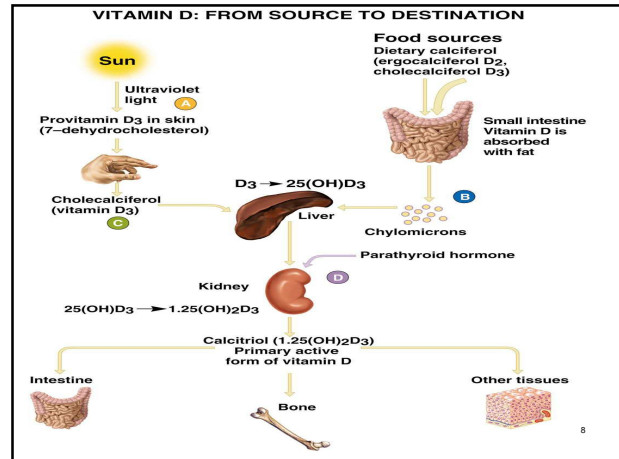 VITAMIN D: FROM SOURCE TO DESTINATION
Sun
Ultraviolet
light
A
Provitamin D3 in skin
(7–dehydrocholesterol)
Cholecalciferol
(vitamin D3)
C
Food sources
Dietary calciferol
(ergocalciferol D2,
cholecalciferol D3)
Small intestine
Vitamin D is
absorbed
with fat
B
Chylomicrons
D3 → 25(OH)D3
Liver
Parathyroid hormone
D
Kidney
25(OH)D3 → 1.25(OH)2D3
Calcitriol (1.25(OH)2D3)
Primary active
form of vitamin D
Intestine
Bone
Other tissues
8